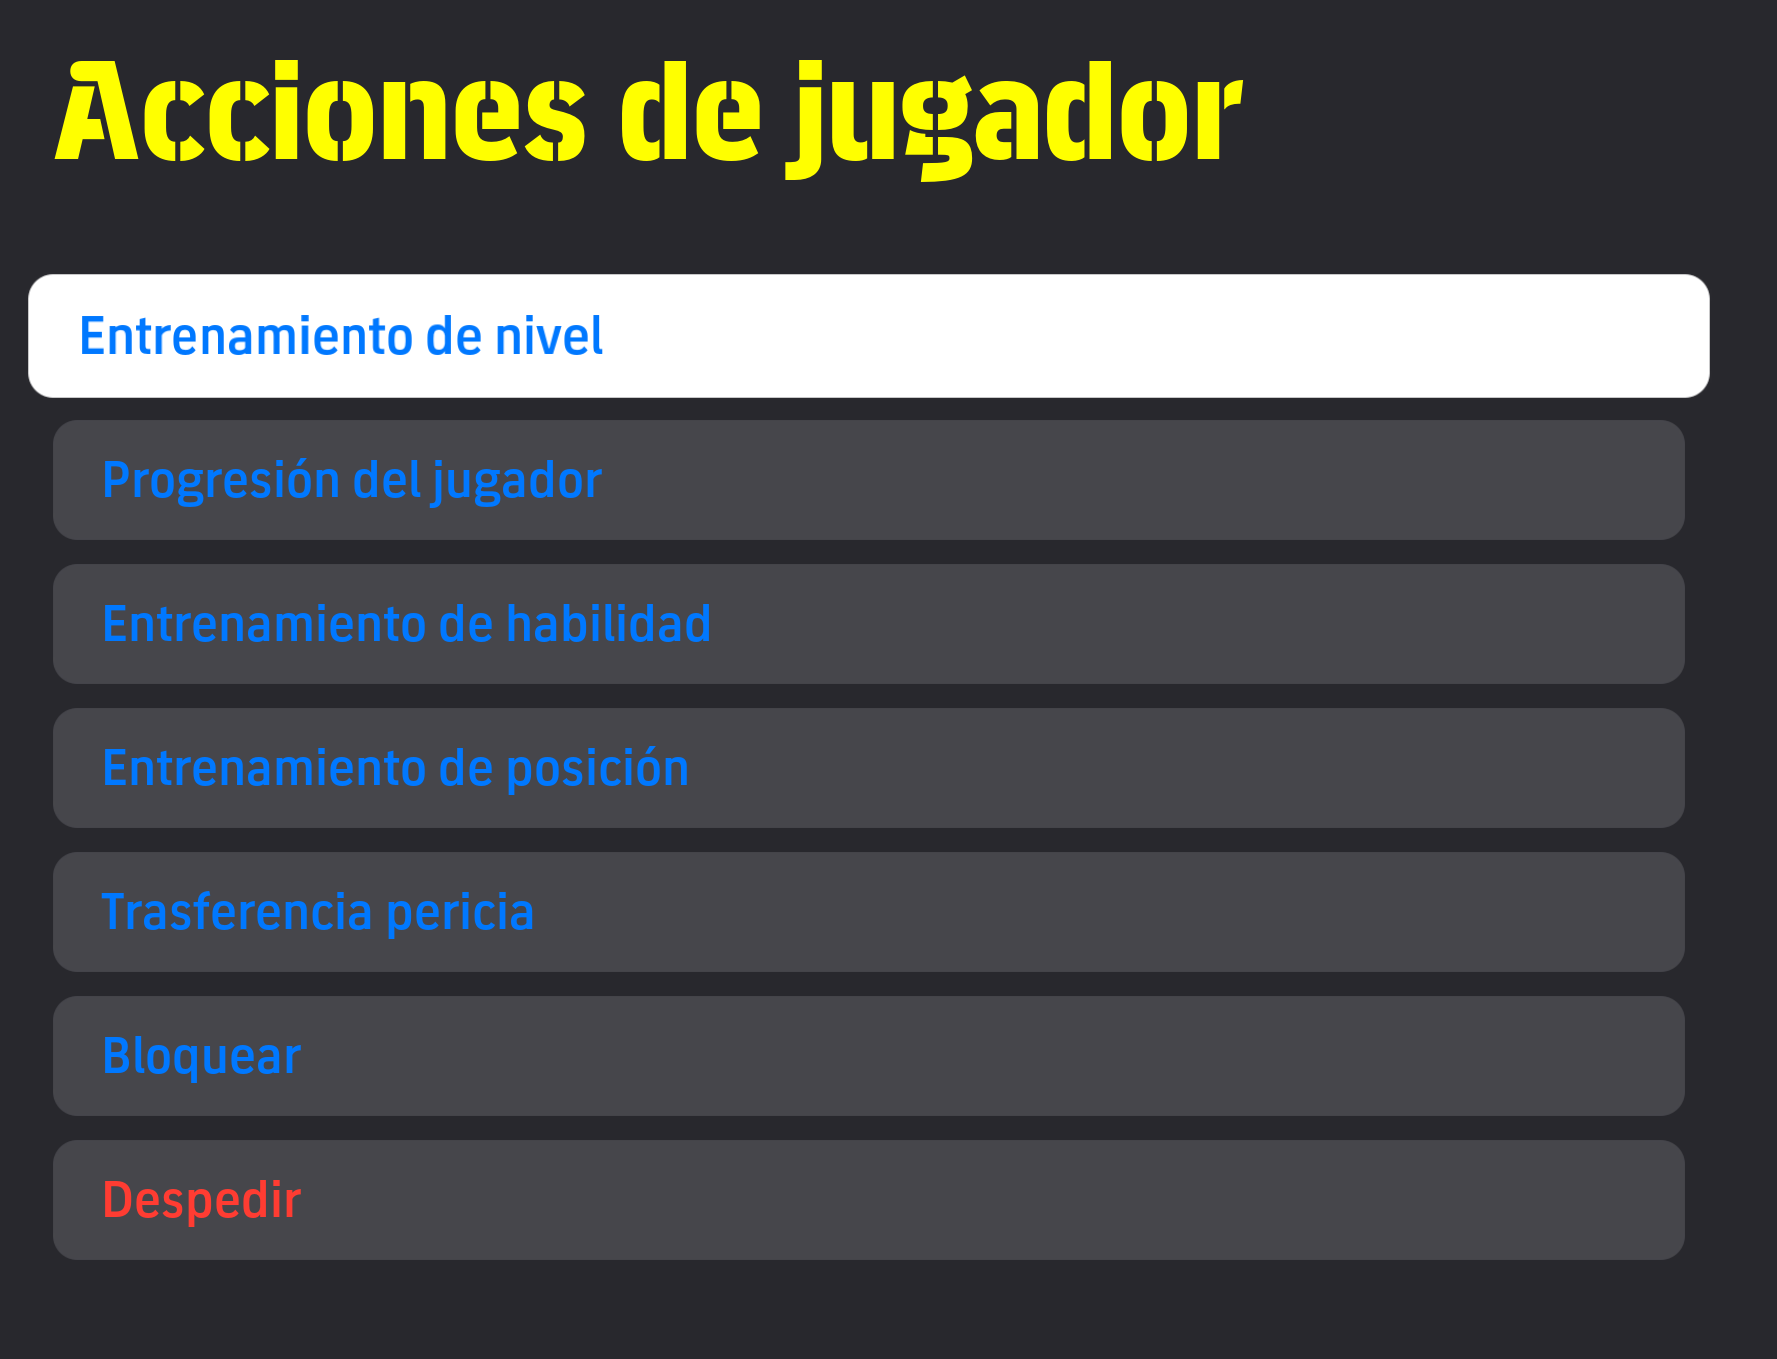 Acciones de jugador
Entrenamiento de nivel
Progresión del jugador
Entrenamiento de habilidad
Entrenamiento de posición
Trasferencia pericia
Bloquear
Despedir